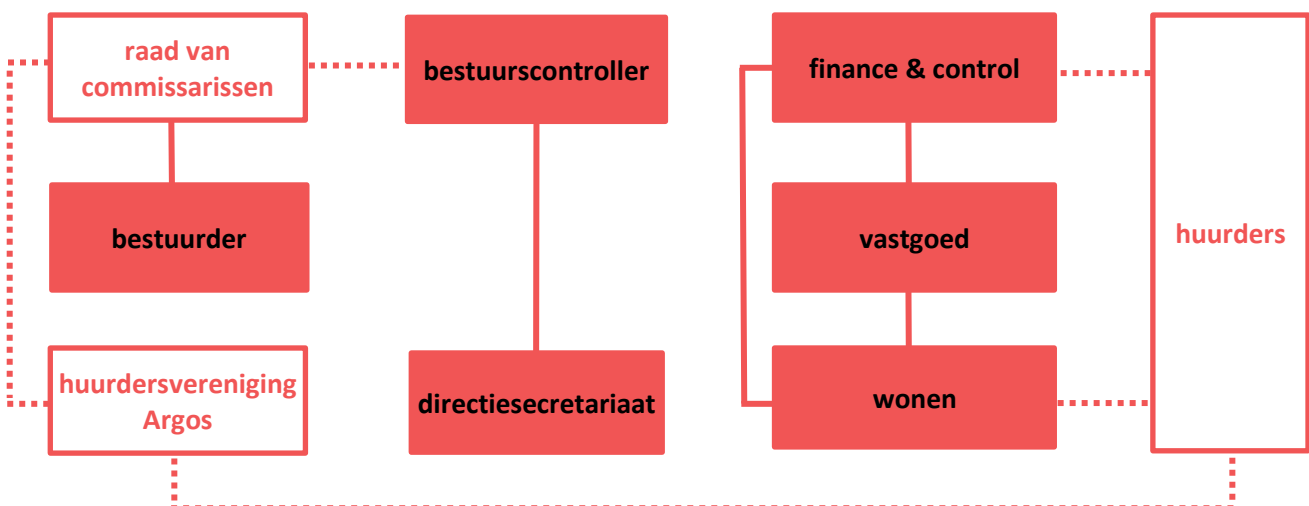 raad van
commissarissen
bestuurscontroller
finance & control
bestuurder
vastgoed
huurders
huurdersvereniging
Argos
directiesecretariaat
wonen